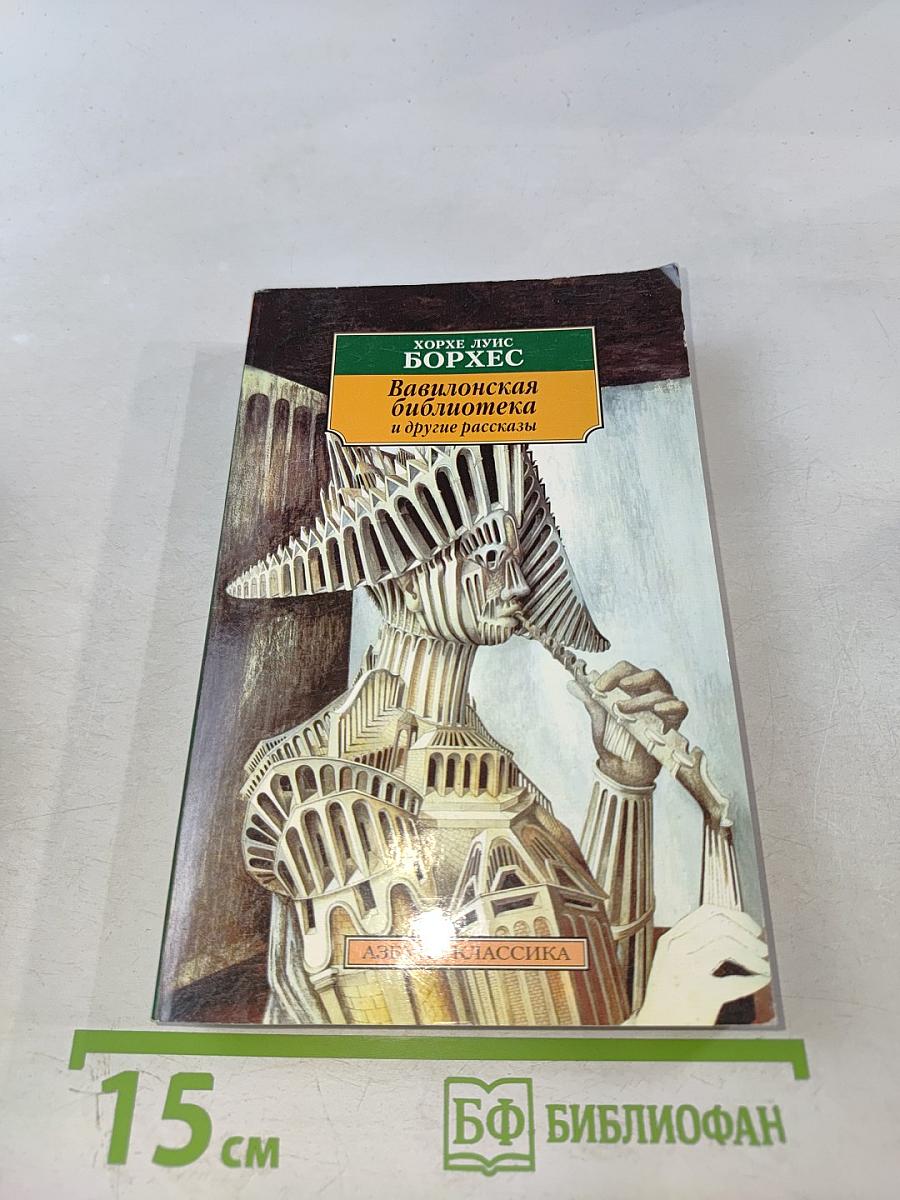 ХОРХЕ ЛУИС
БОРХЕС
Вавилонская
библиотека
и другие рассказы
КЛАССИКА
15 см
БФ БИБЛИОФАН